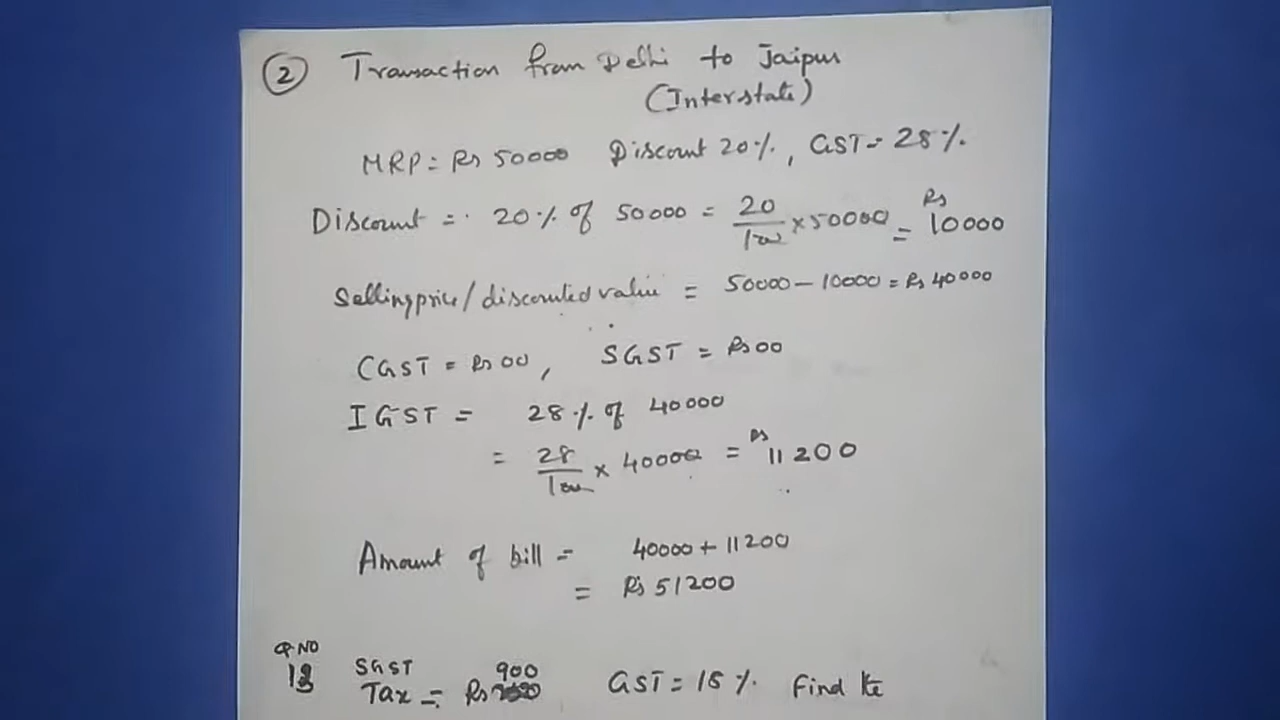 ② Transaction from Delhi to Jaipur
(Interstate)
MRP = Rs 50000 Discount 20%, GST = 28%
Discount = 20% of 50000 = 20/100 × 50000 = Rs 10000
Selling price / discounted value = 50000 - 10000 = Rs 40000
CGST = Rs 00, SGST = Rs 00
IGST = 28% of 40000
= 28/100 × 40000 = Rs 11200
Amount of bill = 40000 + 11200
= Rs 51200
Q.NO SGST 900
13 Tax = Rs GST = 18% Find the